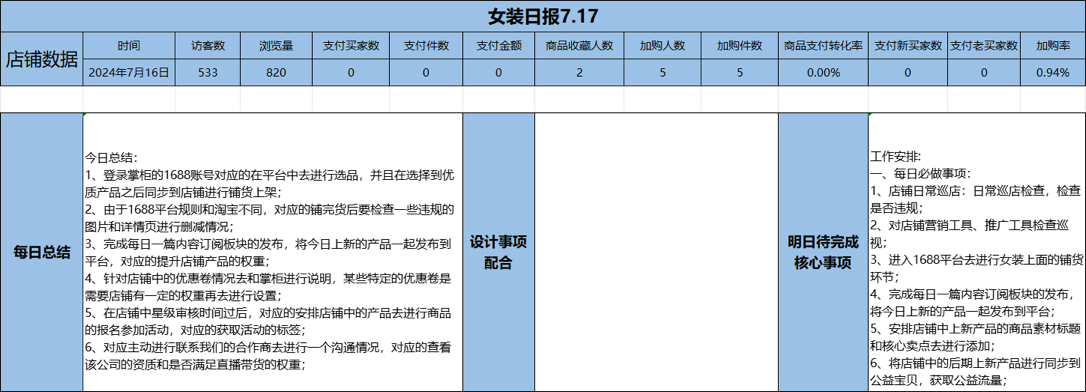 女装日报7.17
店铺数据
时间 访客数 浏览量 支付买家数 支付件数 支付金额 商品收藏人数 加购人数 加购件数 商品支付转化率 支付新买家数 支付老买家数 加购率
2024年7月16日 533 820 0 0 0 2 5 5 0.00% 0 0 0.94%
每日总结
今日总结：
1、登录掌柜的1688账号对应的在平台中去进行选品，并且在选择到优
质产品之后同步到店铺进行铺货上架；
2、由于1688平台规则和淘宝不同，对应的铺完货后要检查一些违规的
图片和详情页进行删减情况；
3、完成每日一篇内容订阅板块的发布，将今日上新的产品一起发布到
平台，对应的提升店铺产品的权重；
4、针对店铺中的优惠卷情况去和掌柜进行说明，某些特定的优惠卷是
需要店铺有一定的权重再去进行设置；
5、在店铺中星级审核时间过后，对应的安排店铺中的产品去进行商品
的报名参加活动，对应的获取活动的标签；
6、对应主动进行联系我们的合作商去进行一个沟通情况，对应的查看
该公司的资质和是否满足直播带货的权重；
设计事项
配合
明日待完成
核心事项
工作安排:
一、每日必做事项：
1、店铺日常巡店：日常巡店检查，检查
是否违规；
2、对店铺营销工具、推广工具检查巡
视；
3、进入1688平台去进行女装上面的铺货
环节；
4、完成每日一篇内容订阅板块的发布，
将今日上新的产品一起发布到平台；
5、安排店铺中上新产品的商品素材标题
和核心卖点去进行添加；
6、将店铺中的后期上新产品进行同步到
公益宝贝，获取公益流量；